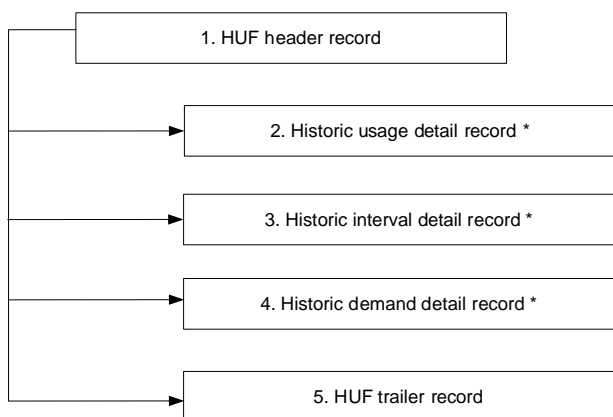 1. HUF header record
2. Historic usage detail record *
3. Historic interval detail record *
4. Historic demand detail record *
5. HUF trailer record